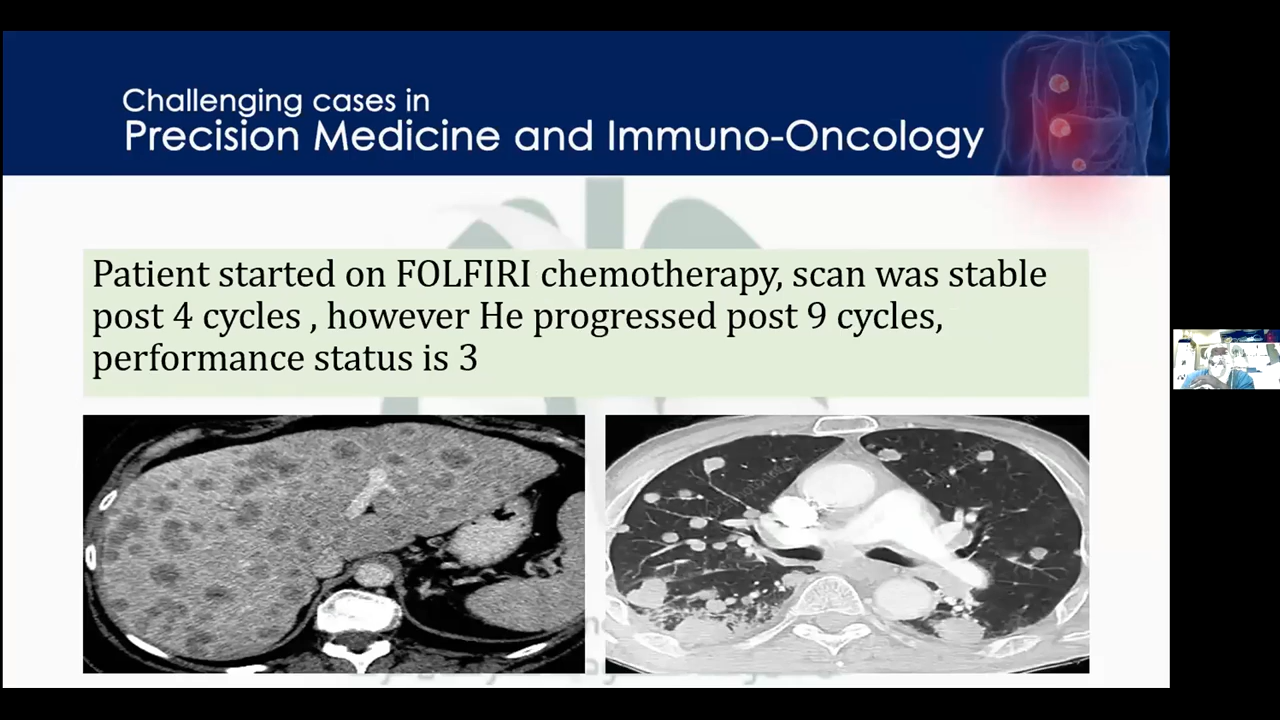 Challenging cases in
Precision Medicine and Immuno-Oncology
Patient started on FOLFIRI chemotherapy, scan was stable
post 4 cycles , however He progressed post 9 cycles,
performance status is 3